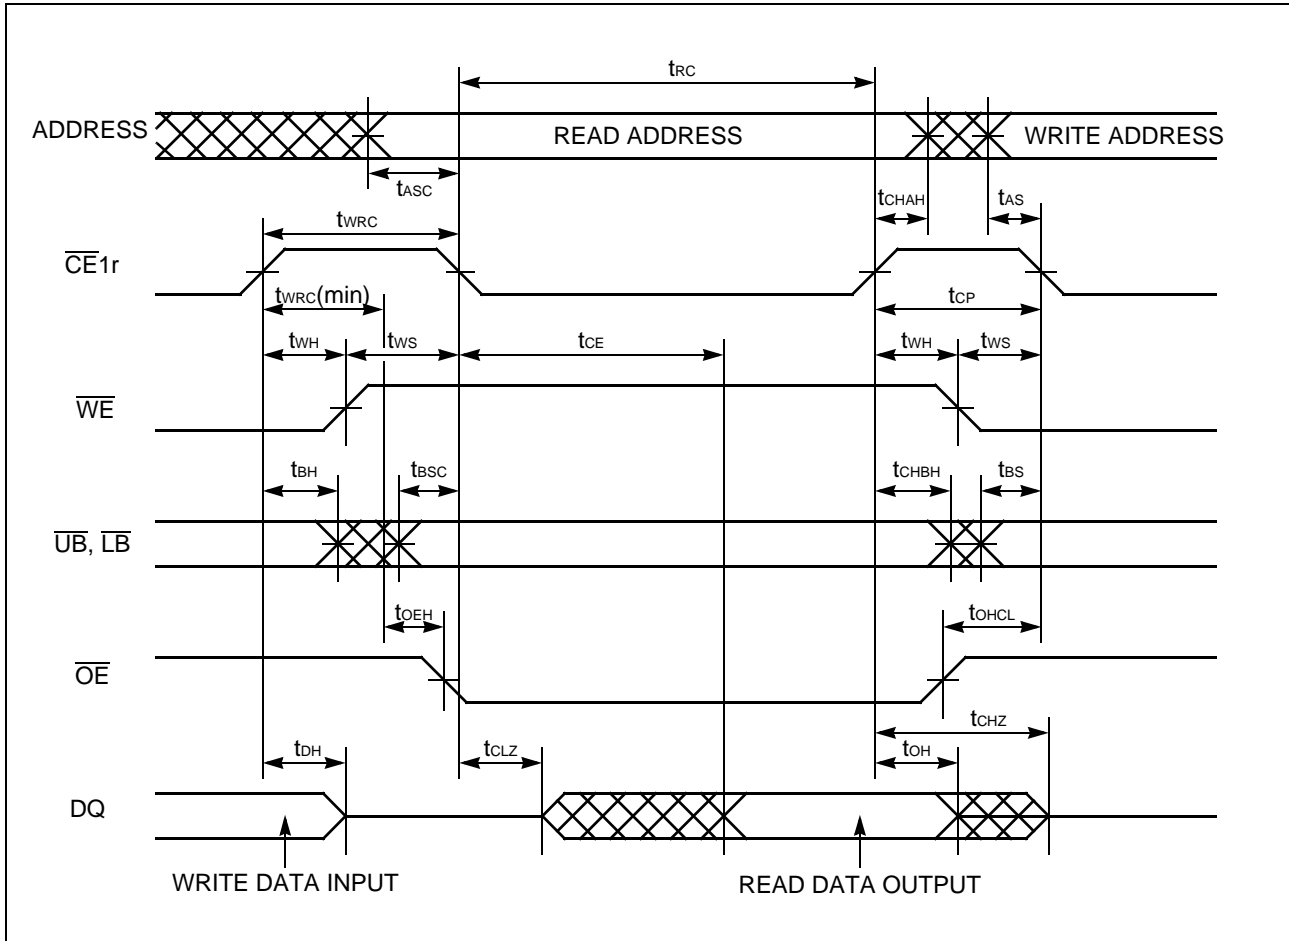 tRC
ADDRESS
READ ADDRESS
WRITE ADDRESS
tASC
tCHAH
tAS
tWRC
CE1r
tWRC(min)
tCP
tWH
tWS
tCE
tWH
tWS
WE
tBH
tBSC
tCHBH
tBS
UB, LB
tOEH
tOHCL
OE
tCHZ
tDH
tCLZ
tOH
DQ
WRITE DATA INPUT
READ DATA OUTPUT